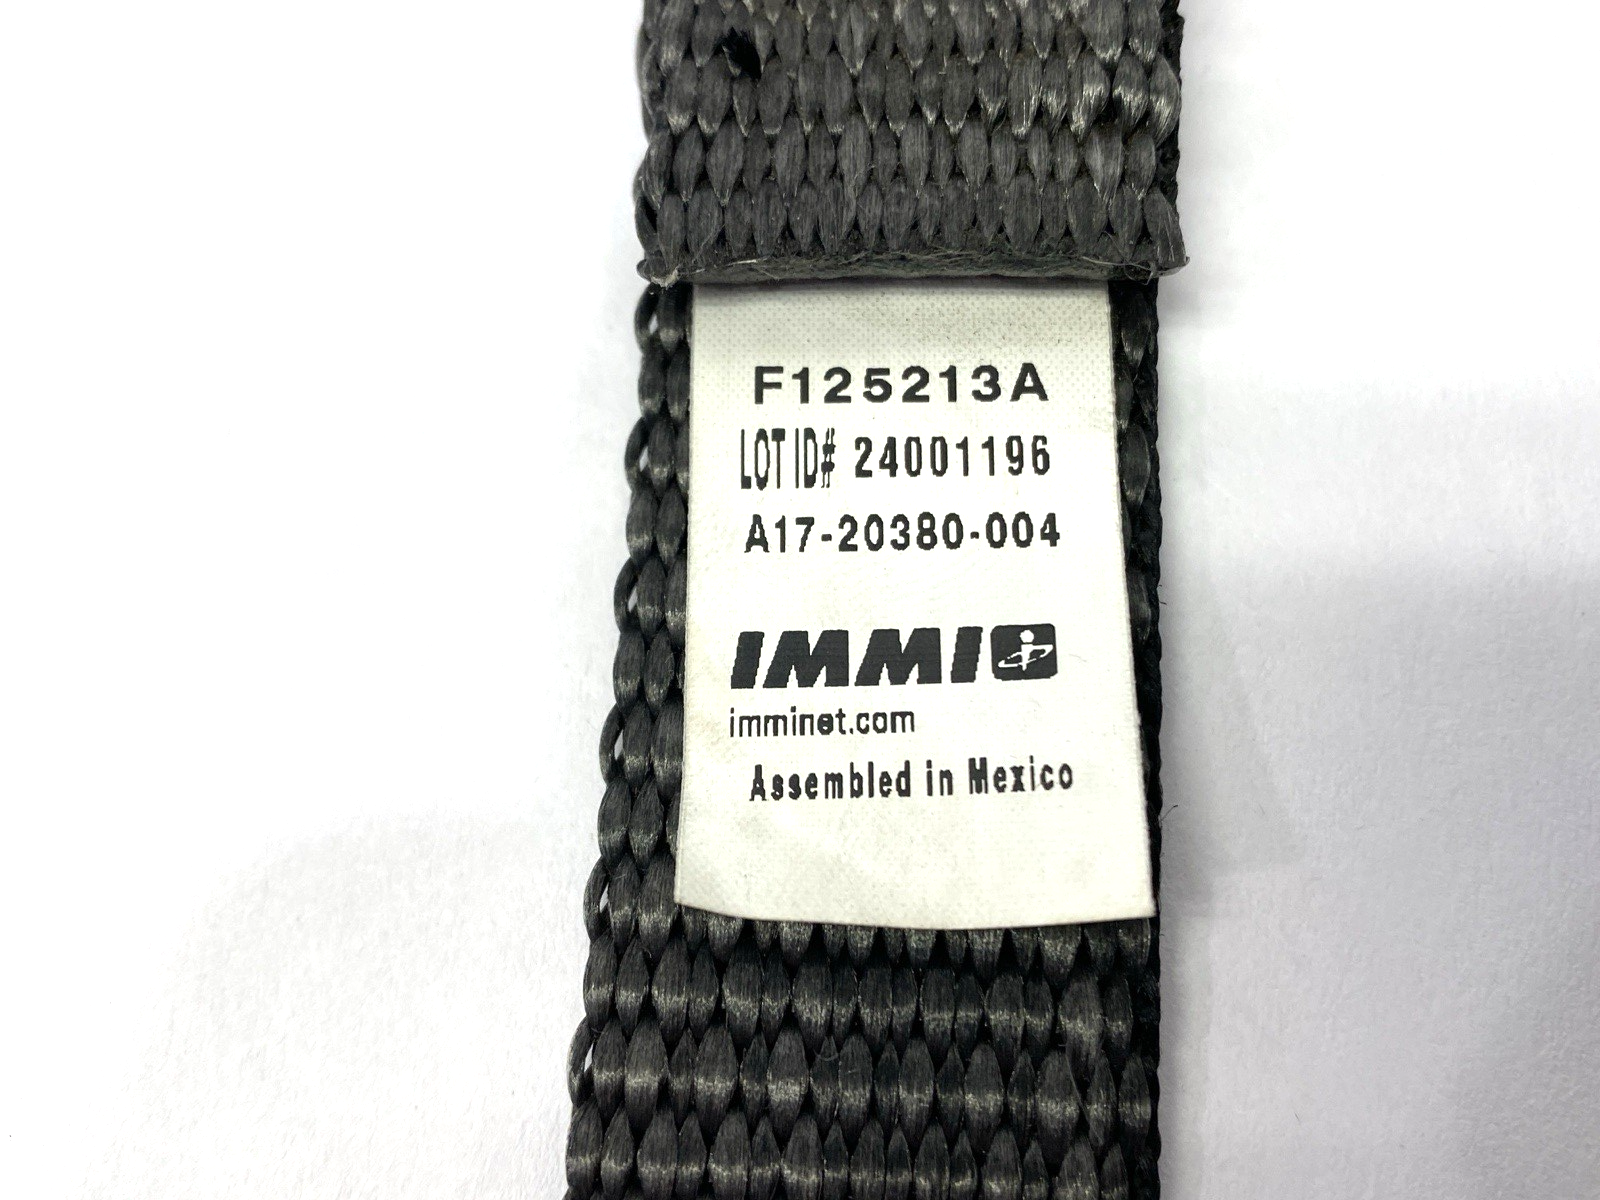 F125213A
LOT ID# 24001196
A17-20380-004
IMMI
imminet.com
Assembled in Mexico